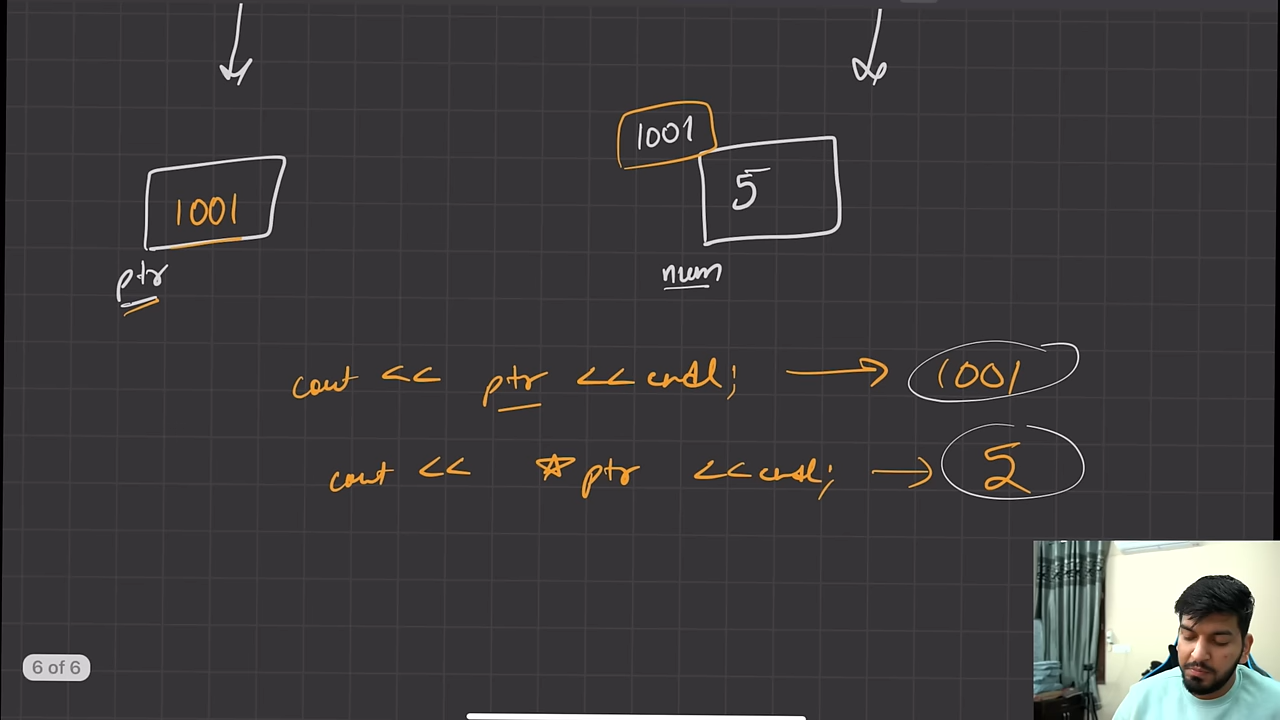 1001
5
1001
ptr
num
cout << ptr << endl; → 1001
cout << *ptr << endl; → 5
6 of 6